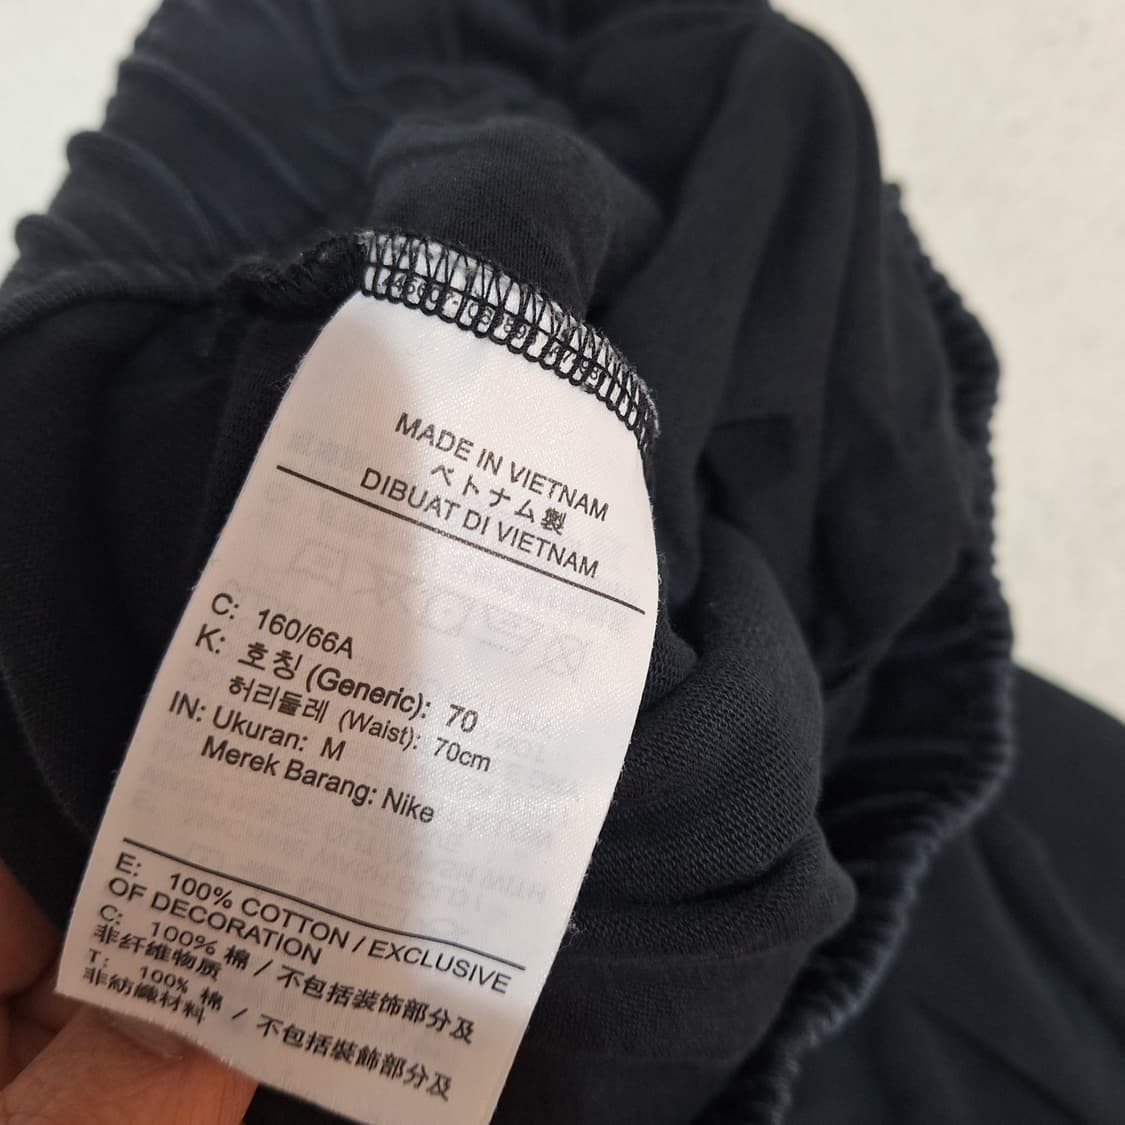 MADE IN VIETNAM
ベトナム製
DIBUAT DI VIETNAM
C: 160/66A
K: 호칭 (Generic): 70
허리둘레 (Waist): 70cm
IN: Ukuran: M
Merek Barang: Nike
E: 100% COTTON / EXCLUSIVE
OF DECORATION
C: 100% 棉 / 不包括装饰部分及
非纤维物质
T: 100% 棉 / 不包括裝飾部分及
非紡織材料